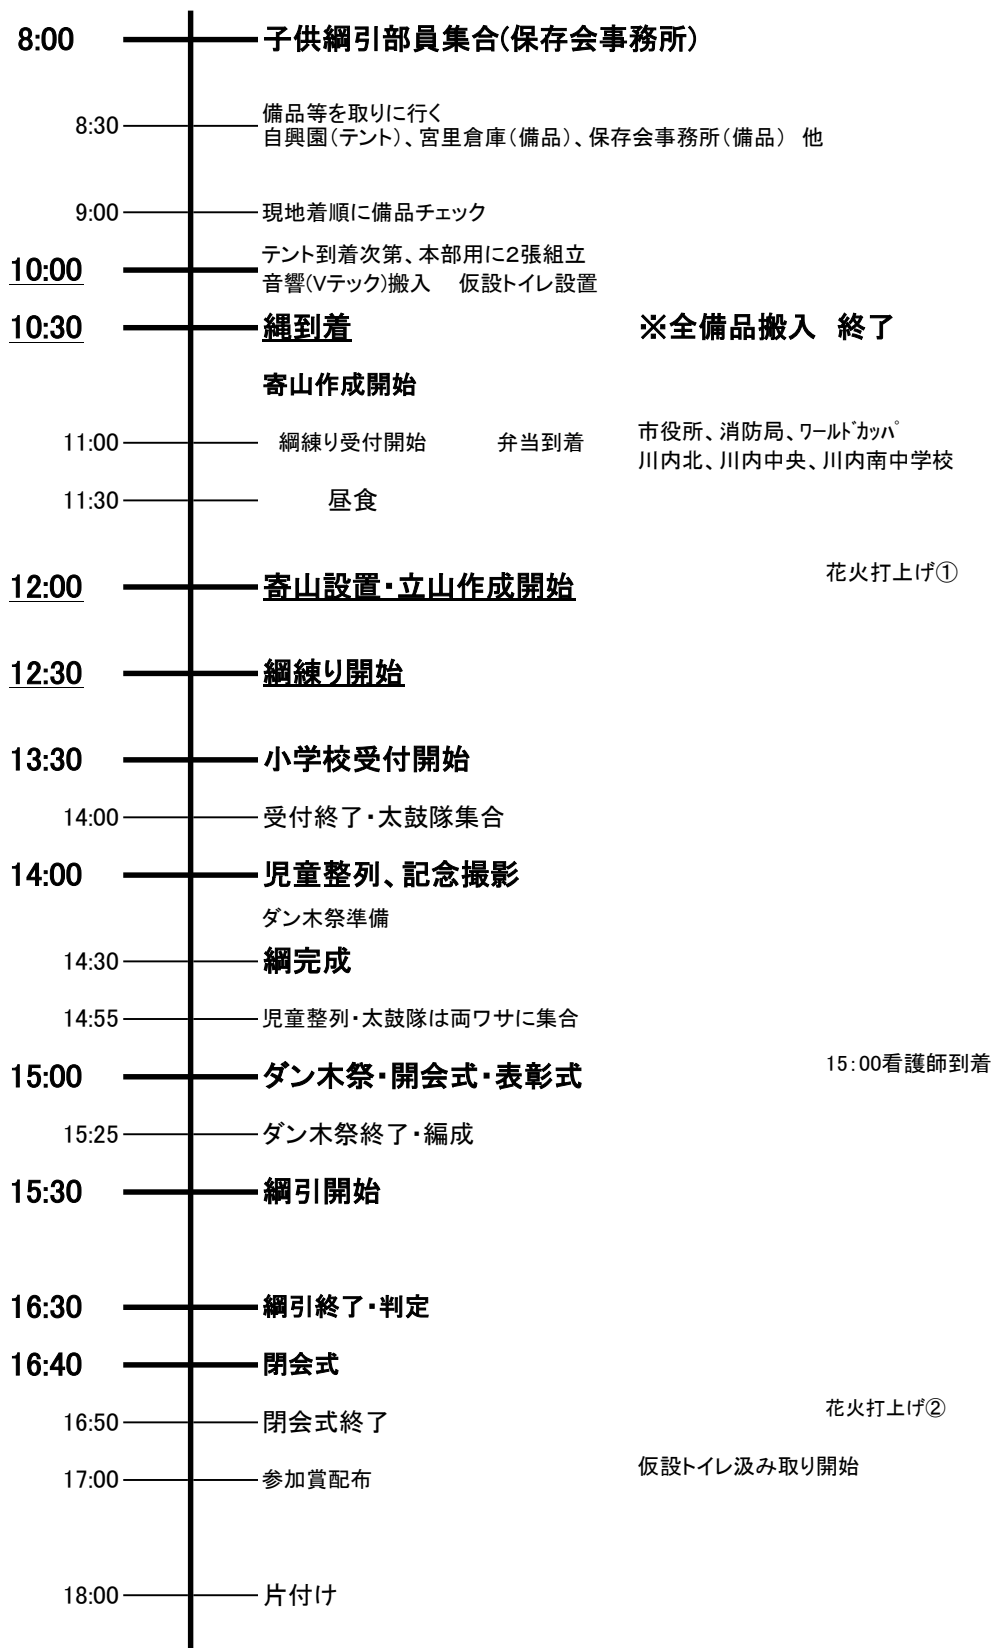 8:00 子供綱引部員集合(保存会事務所)
備品等を取りに行く
8:30 自興園(テント)、宮里倉庫(備品)、保存会事務所(備品) 他
9:00 現地着順に備品チェック
テント到着次第、本部用に2張組立
10:00 音響(Vテック)搬入 仮設トイレ設置
10:30 縄到着 ※全備品搬入 終了
寄山作成開始
11:00 綱練り受付開始 弁当到着 市役所、消防局、ワールドカッパ
川内北、川内中央、川内南中学校
11:30 昼食
花火打上げ①
12:00 寄山設置・立山作成開始
12:30 綱練り開始
13:30 小学校受付開始
14:00 受付終了・太鼓隊集合
14:00 児童整列、記念撮影
ダン木祭準備
14:30 綱完成
14:55 児童整列・太鼓隊は両ワサに集合
15:00 ダン木祭・開会式・表彰式 15:00看護師到着
15:25 ダン木祭終了・編成
15:30 綱引開始
16:30 綱引終了・判定
16:40 閉会式
16:50 閉会式終了 花火打上げ②
17:00 参加賞配布 仮設トイレ汲み取り開始
18:00 片付け